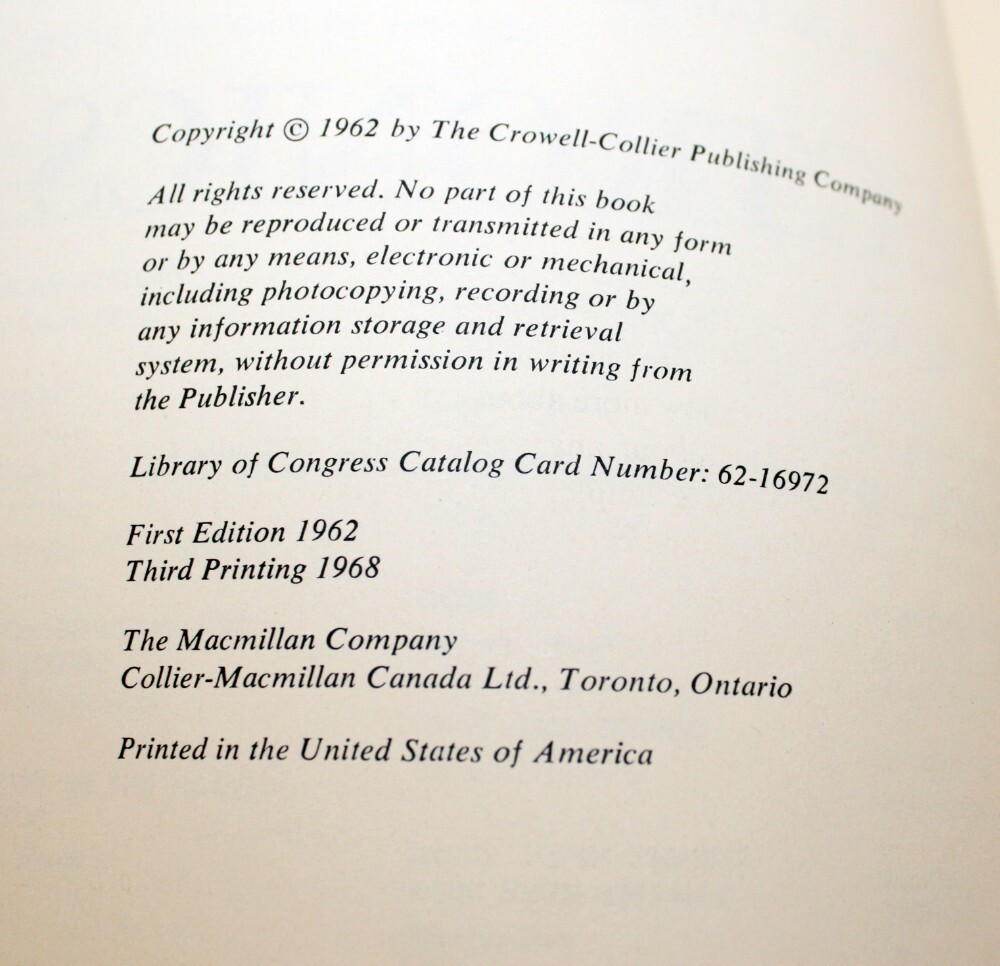 Copyright © 1962 by The Crowell-Collier Publishing Company
All rights reserved. No part of this book
may be reproduced or transmitted in any form
or by any means, electronic or mechanical,
including photocopying, recording or by
any information storage and retrieval
system, without permission in writing from
the Publisher.
Library of Congress Catalog Card Number: 62-16972
First Edition 1962
Third Printing 1968
The Macmillan Company
Collier-Macmillan Canada Ltd., Toronto, Ontario
Printed in the United States of America